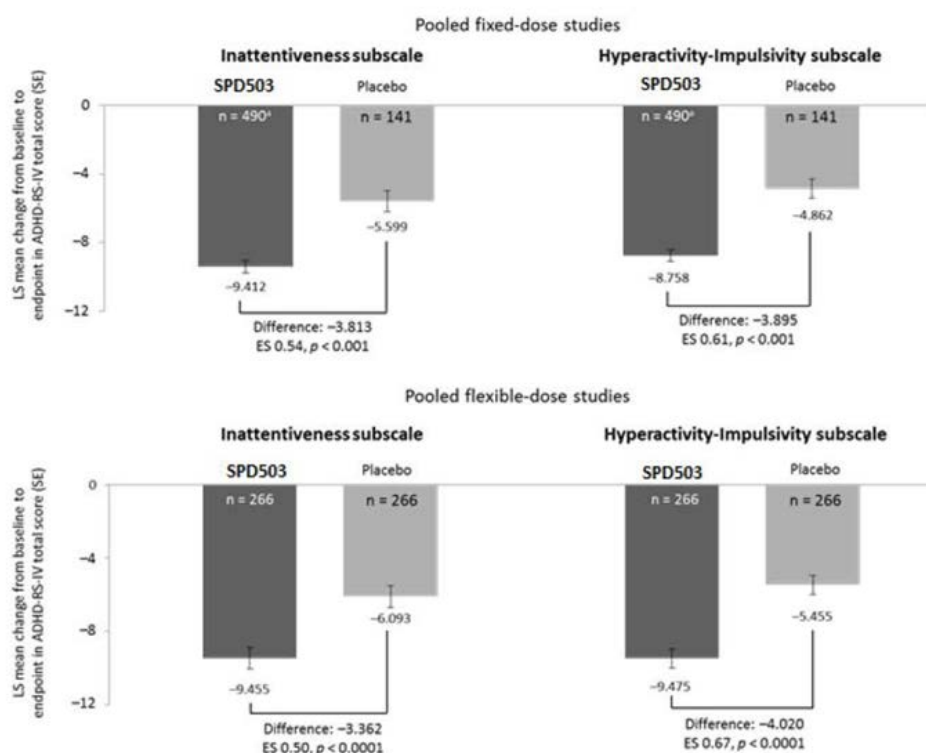 Pooled fixed-dose studies
Inattentiveness subscale
Hyperactivity-Impulsivity subscale
SPD503
Placebo
SPD503
Placebo
LS mean change from baseline to
endpoint in ADHD-RS-IV total score (SE)
0
−4
−8
−12
n = 490ᵃ
n = 141
n = 490ᵃ
n = 141
−5.599
−4.862
−9.412
−8.758
Difference: −3.813
ES 0.54, p < 0.001
Difference: −3.895
ES 0.61, p < 0.001
Pooled flexible-dose studies
Inattentiveness subscale
Hyperactivity-Impulsivity subscale
SPD503
Placebo
SPD503
Placebo
LS mean change from baseline to
endpoint in ADHD-RS-IV total score (SE)
0
−4
−8
−12
n = 266
n = 266
n = 266
n = 266
−6.093
−5.455
−9.455
−9.475
Difference: −3.362
ES 0.50, p < 0.0001
Difference: −4.020
ES 0.67, p < 0.0001